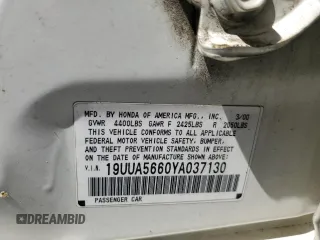 MFD. BY HONDA OF AMERICA MFG., INC. 3/00
GVWR 4400LBS GAWR F 2425LBS R 2050LBS
THIS VEHICLE CONFORMS TO ALL APPLICABLE
FEDERAL MOTOR VEHICLE SAFETY, BUMPER,
AND THEFT PREVENTION STANDARDS IN EFFECT
ON THE DATE OF MANUFACTURE SHOWN ABOVE.
V.I.N. 19UUA5660YA037130
PASSENGER CAR
AUTOBIDMASTER